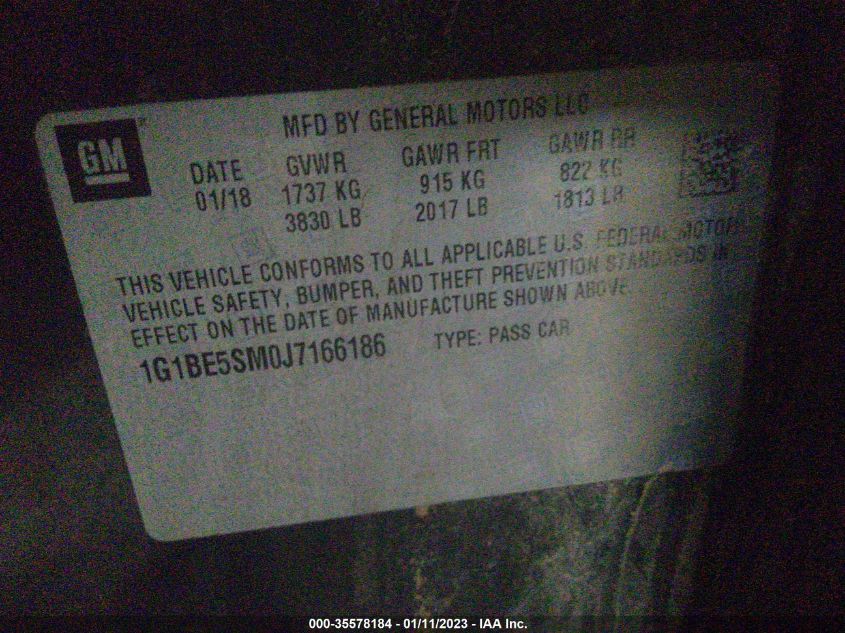 GM
MFD BY GENERAL MOTORS LLC
DATE GVWR GAWR FRT GAWR RR
01/18 1737 KG 915 KG 822 KG
3830 LB 2017 LB 1813 LB
THIS VEHICLE CONFORMS TO ALL APPLICABLE U.S. FEDERAL MOTOR
VEHICLE SAFETY, BUMPER, AND THEFT PREVENTION STANDARDS IN
EFFECT ON THE DATE OF MANUFACTURE SHOWN ABOVE.
1G1BE5SM0J7166186 TYPE: PASS CAR
000-35578184 - 01/11/2023 - IAA Inc.